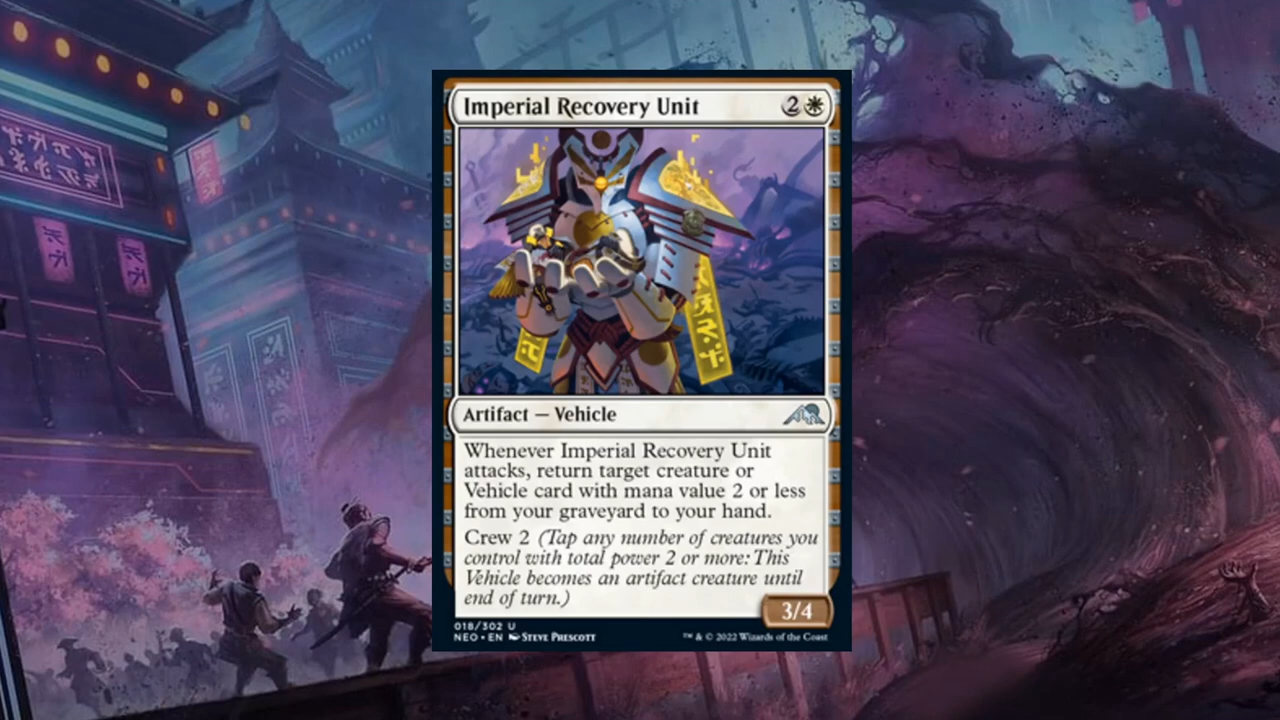 Imperial Recovery Unit 2
Artifact — Vehicle
Whenever Imperial Recovery Unit
attacks, return target creature or
Vehicle card with mana value 2 or less
from your graveyard to your hand.
Crew 2 (Tap any number of creatures you
control with total power 2 or more: This
Vehicle becomes an artifact creature until
end of turn.)
3/4
018/302 U
NEO • EN STEVE PRESCOTT
™ & © 2022 Wizards of the Coast